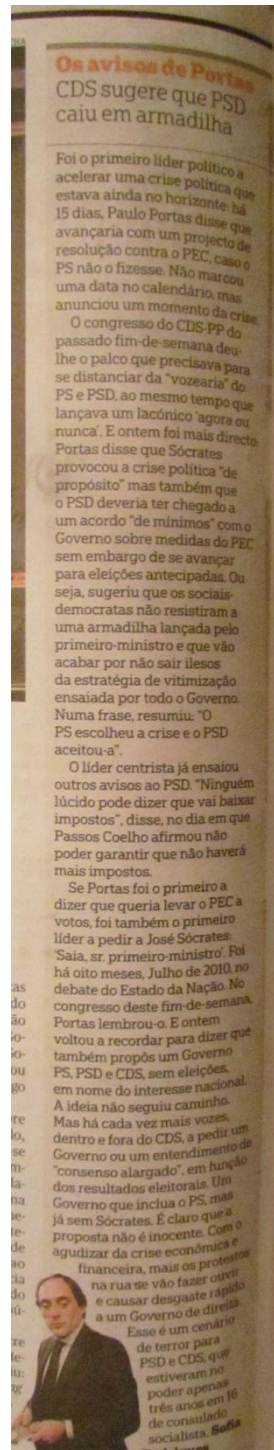 Os avisos de Portas
CDS sugere que PSD
caiu em armadilha
Foi o primeiro líder político a
acelerar uma crise política que
estava ainda no horizonte: há
15 dias, Paulo Portas disse que
avançaria com um projecto de
resolução contra o PEC, caso o
PS não o fizesse. Não marcou
uma data no calendário, mas
anunciou um momento da crise.
O congresso do CDS-PP do
passado fim-de-semana deu-
lhe o palco que precisava para
se distanciar da "vozearia" do
PS e PSD, ao mesmo tempo que
lançava um lacónico 'agora ou
nunca'. E ontem foi mais directo:
Portas disse que Sócrates
provocou a crise política "de
propósito" mas também que
o PSD deveria ter chegado a
um acordo "de mínimos" com o
Governo sobre medidas do PEC
sem embargo de se avançar
para eleições antecipadas. Ou
seja, sugeriu que os sociais-
democratas não resistiram a
uma armadilha lançada pelo
primeiro-ministro e que vão
acabar por não sair ilesos
da estratégia de vitimização
ensaiada por todo o Governo.
Numa frase, resumiu: "O
PS escolheu a crise e o PSD
aceitou-a".
O líder centrista já ensaiou
outros avisos ao PSD. "Ninguém
lúcido pode dizer que vai baixar
impostos", disse, no dia em que
Passos Coelho afirmou não
poder garantir que não haverá
mais impostos.
Se Portas foi o primeiro a
dizer que queria levar o PEC a
votos, foi também o primeiro
líder a pedir a José Sócrates:
'Saia, sr. primeiro-ministro'. Foi
há oito meses, Julho de 2010, no
debate do Estado da Nação. No
congresso deste fim-de-semana,
Portas lembrou-o. E ontem
voltou a recordar para dizer que
também propôs um Governo
PS, PSD e CDS, sem eleições,
em nome do interesse nacional.
A ideia não seguiu caminho.
Mas há cada vez mais vozes,
dentro e fora do CDS, a pedir um
Governo ou um entendimento de
"consenso alargado", em função
dos resultados eleitorais. Um
Governo que inclua o PS, mas
já sem Sócrates. É claro que a
proposta não é inocente. Com o
agudizar da crise económica e
financeira, mais os protestos
na rua se vão fazer ouvir
e causar desgaste rápido
a um Governo de direita.
Esse é um cenário
de terror para
PSD e CDS, que
estiveram no
poder apenas
três anos em 16
de consulado
socialista. Sofia